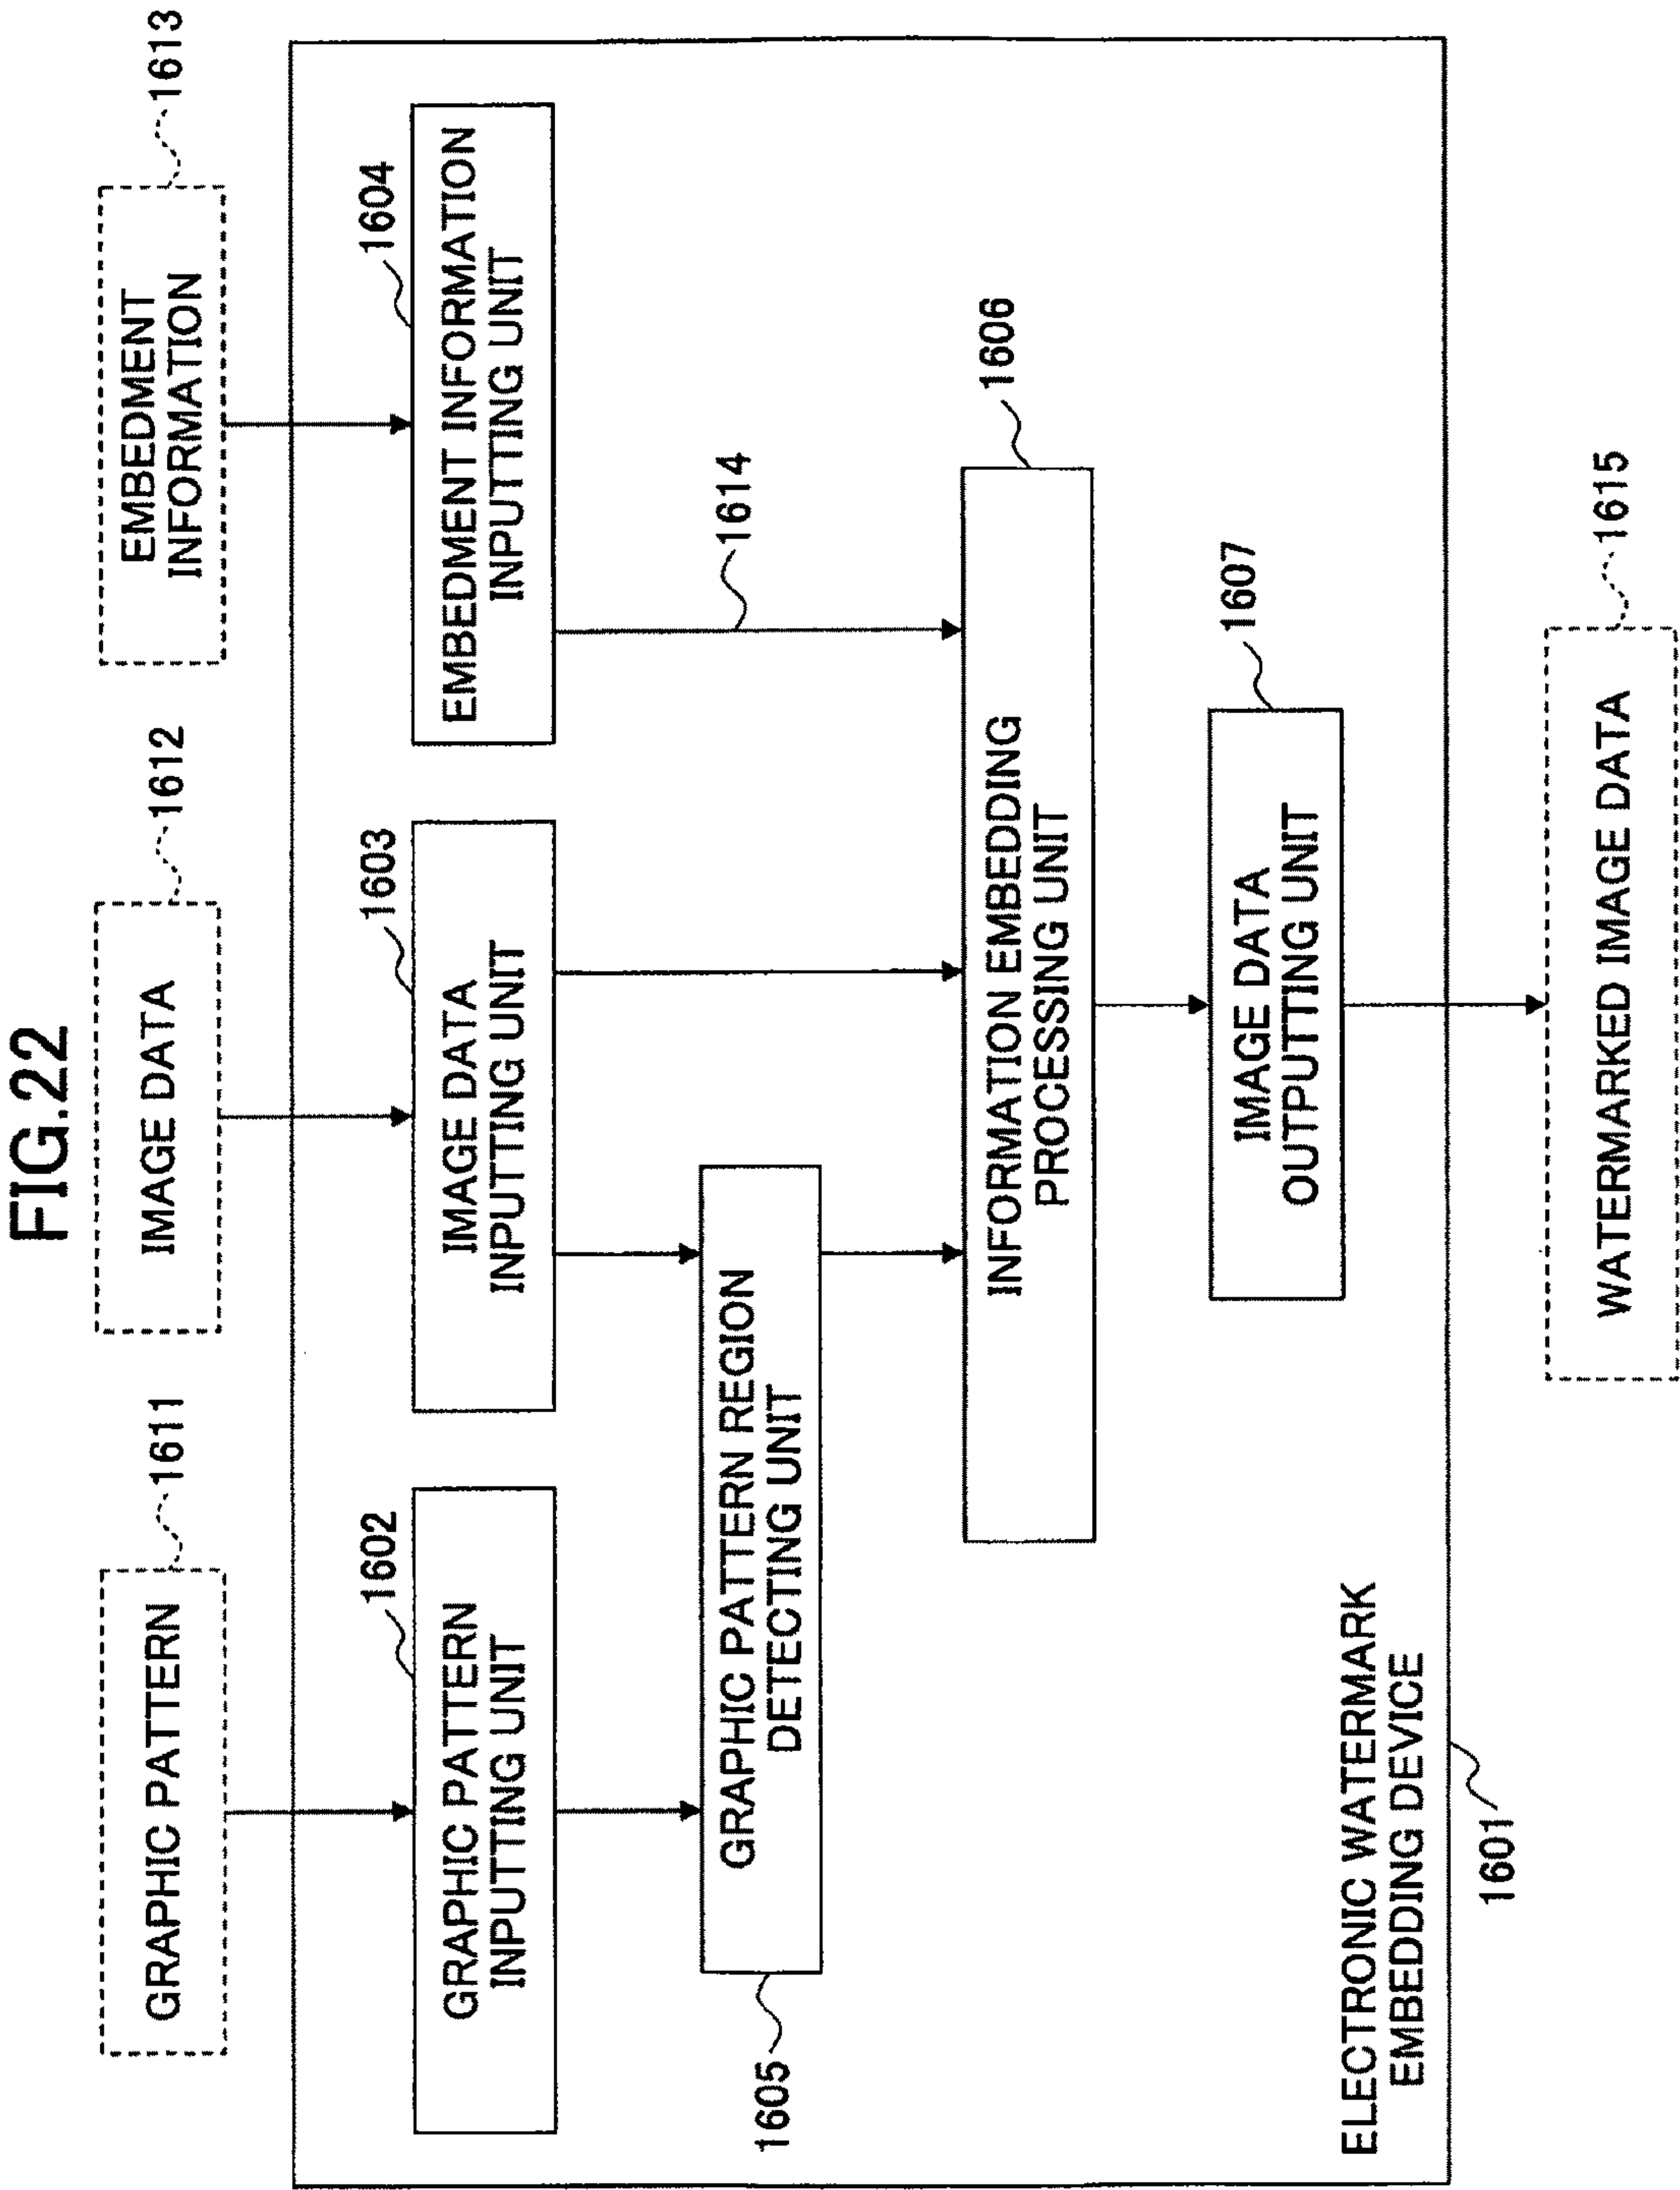 FIG.22
GRAPHIC PATTERN
1611
IMAGE DATA
1612
EMBEDMENT
INFORMATION
1613
1602
GRAPHIC PATTERN
INPUTTING UNIT
1603
IMAGE DATA
INPUTTING UNIT
1604
EMBEDMENT INFORMATION
INPUTTING UNIT
1605
GRAPHIC PATTERN REGION
DETECTING UNIT
1614
INFORMATION EMBEDDING
PROCESSING UNIT
1606
IMAGE DATA
OUTPUTTING UNIT
1607
ELECTRONIC WATERMARK
EMBEDDING DEVICE
1601
WATERMARKED IMAGE DATA
1615